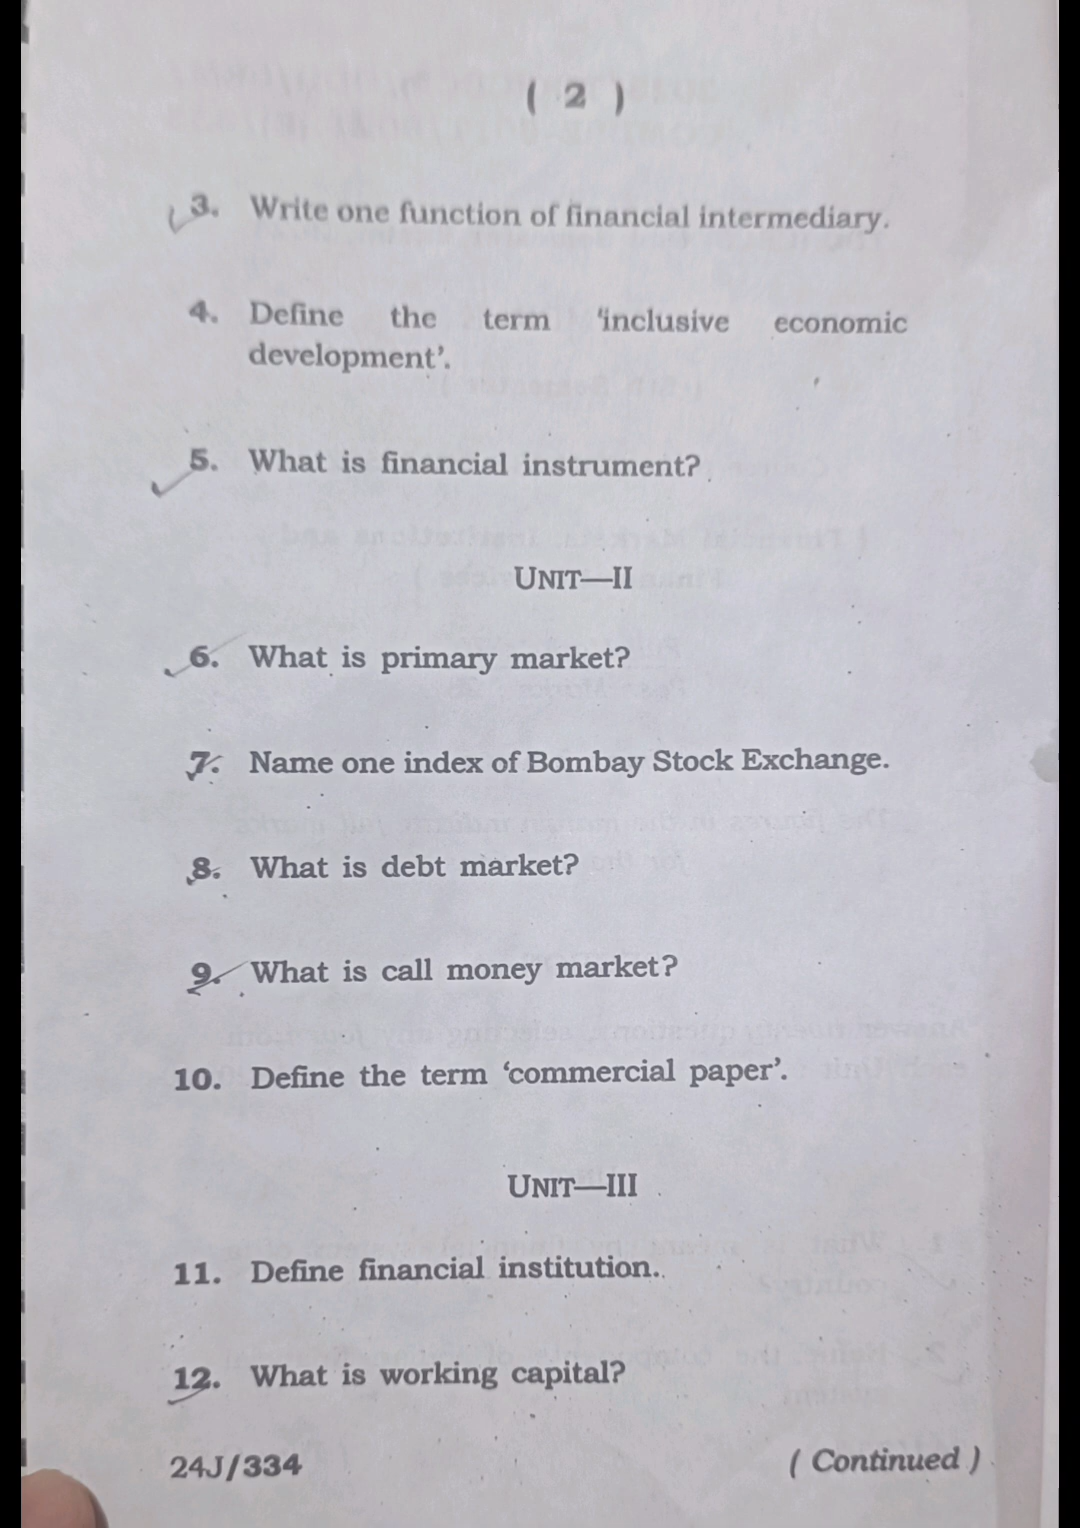 ( 2 )
3. Write one function of financial intermediary.
4. Define the term ‘inclusive economic
development’.
5. What is financial instrument?
UNIT—II
6. What is primary market?
7. Name one index of Bombay Stock Exchange.
8. What is debt market?
9. What is call money market?
10. Define the term ‘commercial paper’.
UNIT—III
11. Define financial institution.
12. What is working capital?
24J/334 ( Continued )